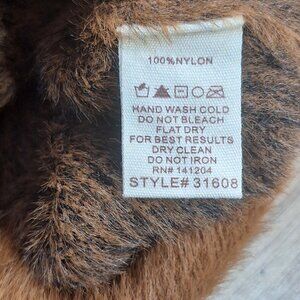 100%NYLON
HAND WASH COLD
DO NOT BLEACH
FLAT DRY
FOR BEST RESULTS
DRY CLEAN
DO NOT IRON
RN# 141204
STYLE# 31608